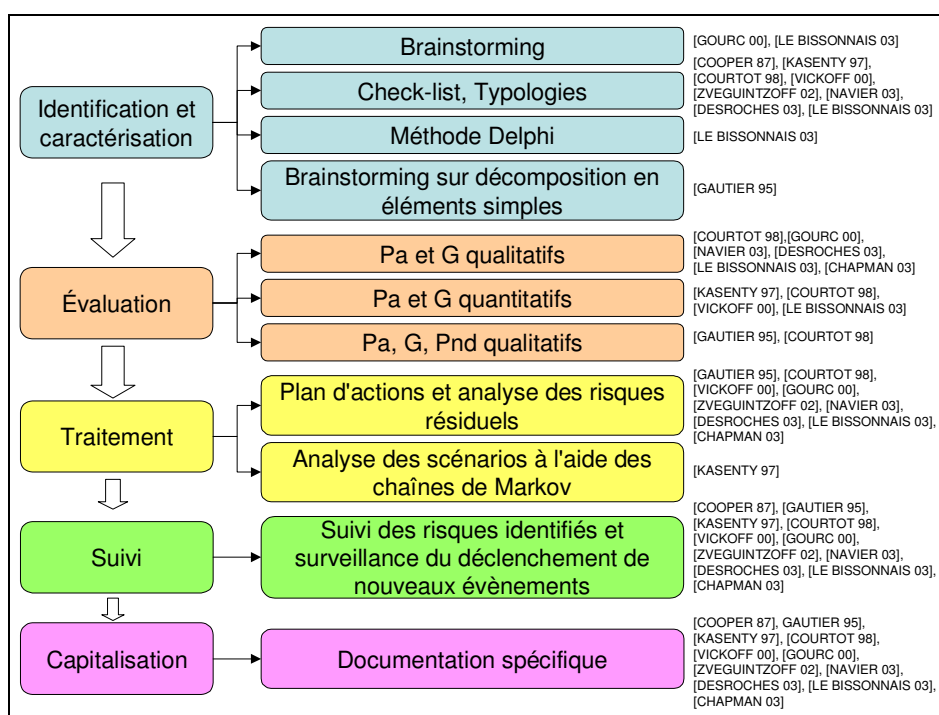 Identification et
caractérisation
Brainstorming
[GOURC 00], [LE BISSONNAIS 03]
Check-list, Typologies
[COOPER 87], [KASENTY 97],
[COURTOT 98], [VICKOFF 00],
[ZVEGUINTZOFF 02], [NAVIER 03],
[DESROCHES 03], [LE BISSONNAIS 03]
Méthode Delphi
[LE BISSONNAIS 03]
Brainstorming sur décomposition en
éléments simples
[GAUTIER 95]
Évaluation
Pa et G qualitatifs
[COURTOT 98],[GOURC 00],
[NAVIER 03], [DESROCHES 03],
[LE BISSONNAIS 03], [CHAPMAN 03]
Pa et G quantitatifs
[KASENTY 97], [COURTOT 98],
[VICKOFF 00], [LE BISSONNAIS 03]
Pa, G, Pnd qualitatifs
[GAUTIER 95], [COURTOT 98]
Traitement
Plan d'actions et analyse des risques
résiduels
[GAUTIER 95], [COURTOT 98],
[VICKOFF 00], [GOURC 00],
[ZVEGUINTZOFF 02], [NAVIER 03],
[DESROCHES 03], [LE BISSONNAIS 03],
[CHAPMAN 03]
Analyse des scénarios à l'aide des
chaînes de Markov
[KASENTY 97]
Suivi
Suivi des risques identifiés et
surveillance du déclenchement de
nouveaux évènements
[COOPER 87], [GAUTIER 95],
[KASENTY 97], [COURTOT 98],
[VICKOFF 00], [GOURC 00],
[ZVEGUINTZOFF 02], [NAVIER 03],
[DESROCHES 03], [LE BISSONNAIS 03],
[CHAPMAN 03]
Capitalisation
Documentation spécifique
[COOPER 87], GAUTIER 95],
[KASENTY 97], [COURTOT 98],
[VICKOFF 00], [GOURC 00],
[ZVEGUINTZOFF 02], [NAVIER 03],
[DESROCHES 03], [LE BISSONNAIS 03],
[CHAPMAN 03]